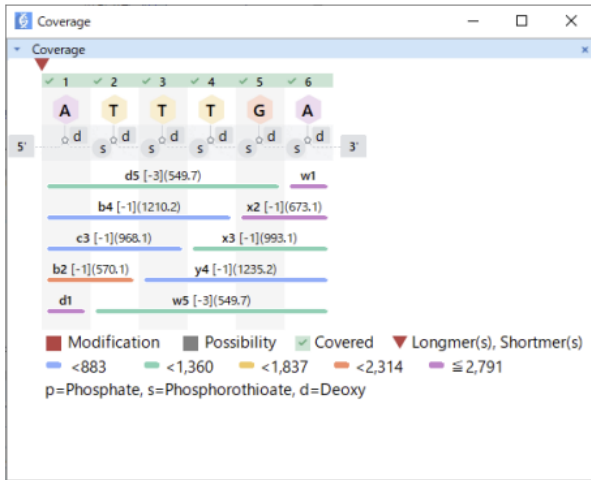 Coverage
Coverage
1 2 3 4 5 6
A T T T G A
d d d d d d
5' s s s s s 3'
d5 [-3](549.7) w1
b4 [-1](1210.2) x2 [-1](673.1)
c3 [-1](968.1) x3 [-1](993.1)
b2 [-1](570.1) y4 [-1](1235.2)
d1 w5 [-3](549.7)
Modification Possibility Covered Longmer(s), Shortmer(s)
<883 <1,360 <1,837 <2,314 ≦2,791
p=Phosphate, s=Phosphorothioate, d=Deoxy